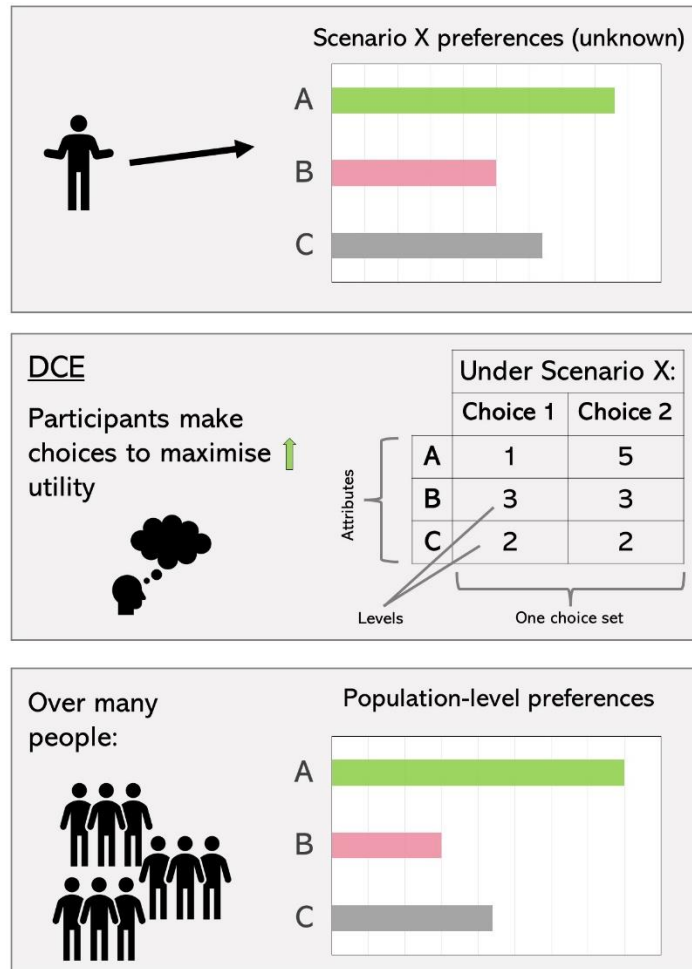 Scenario X preferences (unknown)
A
B
C
DCE
Participants make
choices to maximise
utility
Under Scenario X:
Choice 1 Choice 2
Attributes
A 1 5
B 3 3
C 2 2
Levels
One choice set
Over many
people:
Population-level preferences
A
B
C